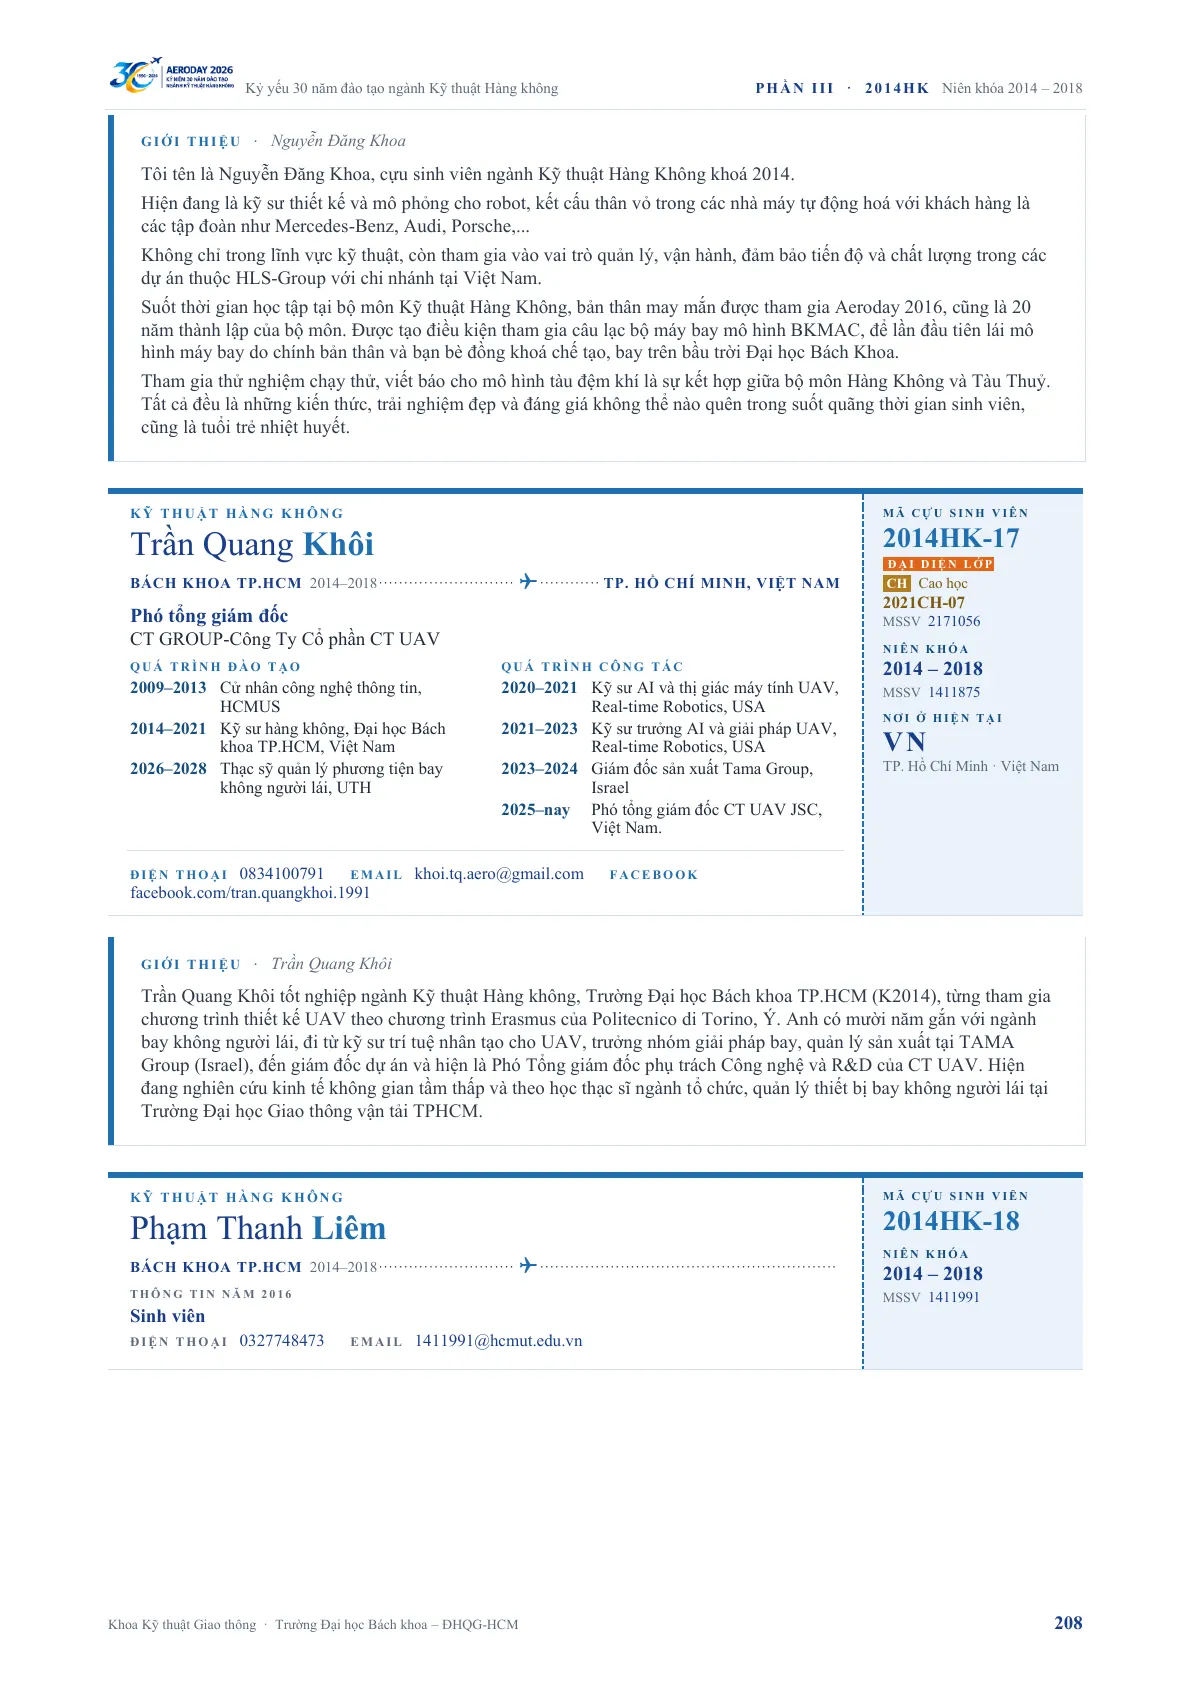 AERODAY 2026
KỶ NIỆM 30 NĂM ĐÀO TẠO
NGÀNH KỸ THUẬT HÀNG KHÔNG
Kỷ yếu 30 năm đào tạo ngành Kỹ thuật Hàng không
PHẦN III · 2014HK Niên khóa 2014 – 2018
GIỚI THIỆU · Nguyễn Đăng Khoa
Tôi tên là Nguyễn Đăng Khoa, cựu sinh viên ngành Kỹ thuật Hàng Không khoá 2014.
Hiện đang là kỹ sư thiết kế và mô phỏng cho robot, kết cấu thân vỏ trong các nhà máy tự động hoá với khách hàng là
các tập đoàn như Mercedes-Benz, Audi, Porsche,...
Không chỉ trong lĩnh vực kỹ thuật, còn tham gia vào vai trò quản lý, vận hành, đảm bảo tiến độ và chất lượng trong các
dự án thuộc HLS-Group với chi nhánh tại Việt Nam.
Suốt thời gian học tập tại bộ môn Kỹ thuật Hàng Không, bản thân may mắn được tham gia Aeroday 2016, cũng là 20
năm thành lập của bộ môn. Được tạo điều kiện tham gia câu lạc bộ máy bay mô hình BKMAC, để lần đầu tiên lái mô
hình máy bay do chính bản thân và bạn bè đồng khoá chế tạo, bay trên bầu trời Đại học Bách Khoa.
Tham gia thử nghiệm chạy thử, viết báo cho mô hình tàu đệm khí là sự kết hợp giữa bộ môn Hàng Không và Tàu Thuỷ.
Tất cả đều là những kiến thức, trải nghiệm đẹp và đáng giá không thể nào quên trong suốt quãng thời gian sinh viên,
cũng là tuổi trẻ nhiệt huyết.
KỸ THUẬT HÀNG KHÔNG
Trần Quang Khôi
BÁCH KHOA TP.HCM 2014–2018 TP. HỒ CHÍ MINH, VIỆT NAM
Phó tổng giám đốc
CT GROUP-Công Ty Cổ phần CT UAV
QUÁ TRÌNH ĐÀO TẠO
2009–2013 Cử nhân công nghệ thông tin,
HCMUS
2014–2021 Kỹ sư hàng không, Đại học Bách
khoa TP.HCM, Việt Nam
2026–2028 Thạc sỹ quản lý phương tiện bay
không người lái, UTH
QUÁ TRÌNH CÔNG TÁC
2020–2021 Kỹ sư AI và thị giác máy tính UAV,
Real-time Robotics, USA
2021–2023 Kỹ sư trưởng AI và giải pháp UAV,
Real-time Robotics, USA
2023–2024 Giám đốc sản xuất Tama Group,
Israel
2025–nay Phó tổng giám đốc CT UAV JSC,
Việt Nam.
ĐIỆN THOẠI 0834100791 EMAIL khoi.tq.aero@gmail.com FACEBOOK
facebook.com/tran.quangkhoi.1991
MÃ CỰU SINH VIÊN
2014HK-17
ĐẠI DIỆN LỚP
CH Cao học
2021CH-07
MSSV 2171056
NIÊN KHÓA
2014 – 2018
MSSV 1411875
NƠI Ở HIỆN TẠI
VN
TP. Hồ Chí Minh · Việt Nam
GIỚI THIỆU · Trần Quang Khôi
Trần Quang Khôi tốt nghiệp ngành Kỹ thuật Hàng không, Trường Đại học Bách khoa TP.HCM (K2014), từng tham gia
chương trình thiết kế UAV theo chương trình Erasmus của Politecnico di Torino, Ý. Anh có mười năm gắn với ngành
bay không người lái, đi từ kỹ sư trí tuệ nhân tạo cho UAV, trưởng nhóm giải pháp bay, quản lý sản xuất tại TAMA
Group (Israel), đến giám đốc dự án và hiện là Phó Tổng giám đốc phụ trách Công nghệ và R&D của CT UAV. Hiện
đang nghiên cứu kinh tế không gian tầm thấp và theo học thạc sĩ ngành tổ chức, quản lý thiết bị bay không người lái tại
Trường Đại học Giao thông vận tải TPHCM.
KỸ THUẬT HÀNG KHÔNG
Phạm Thanh Liêm
BÁCH KHOA TP.HCM 2014–2018
THÔNG TIN NĂM 2016
Sinh viên
ĐIỆN THOẠI 0327748473 EMAIL 1411991@hcmut.edu.vn
MÃ CỰU SINH VIÊN
2014HK-18
NIÊN KHÓA
2014 – 2018
MSSV 1411991
Khoa Kỹ thuật Giao thông · Trường Đại học Bách khoa – ĐHQG-HCM
208